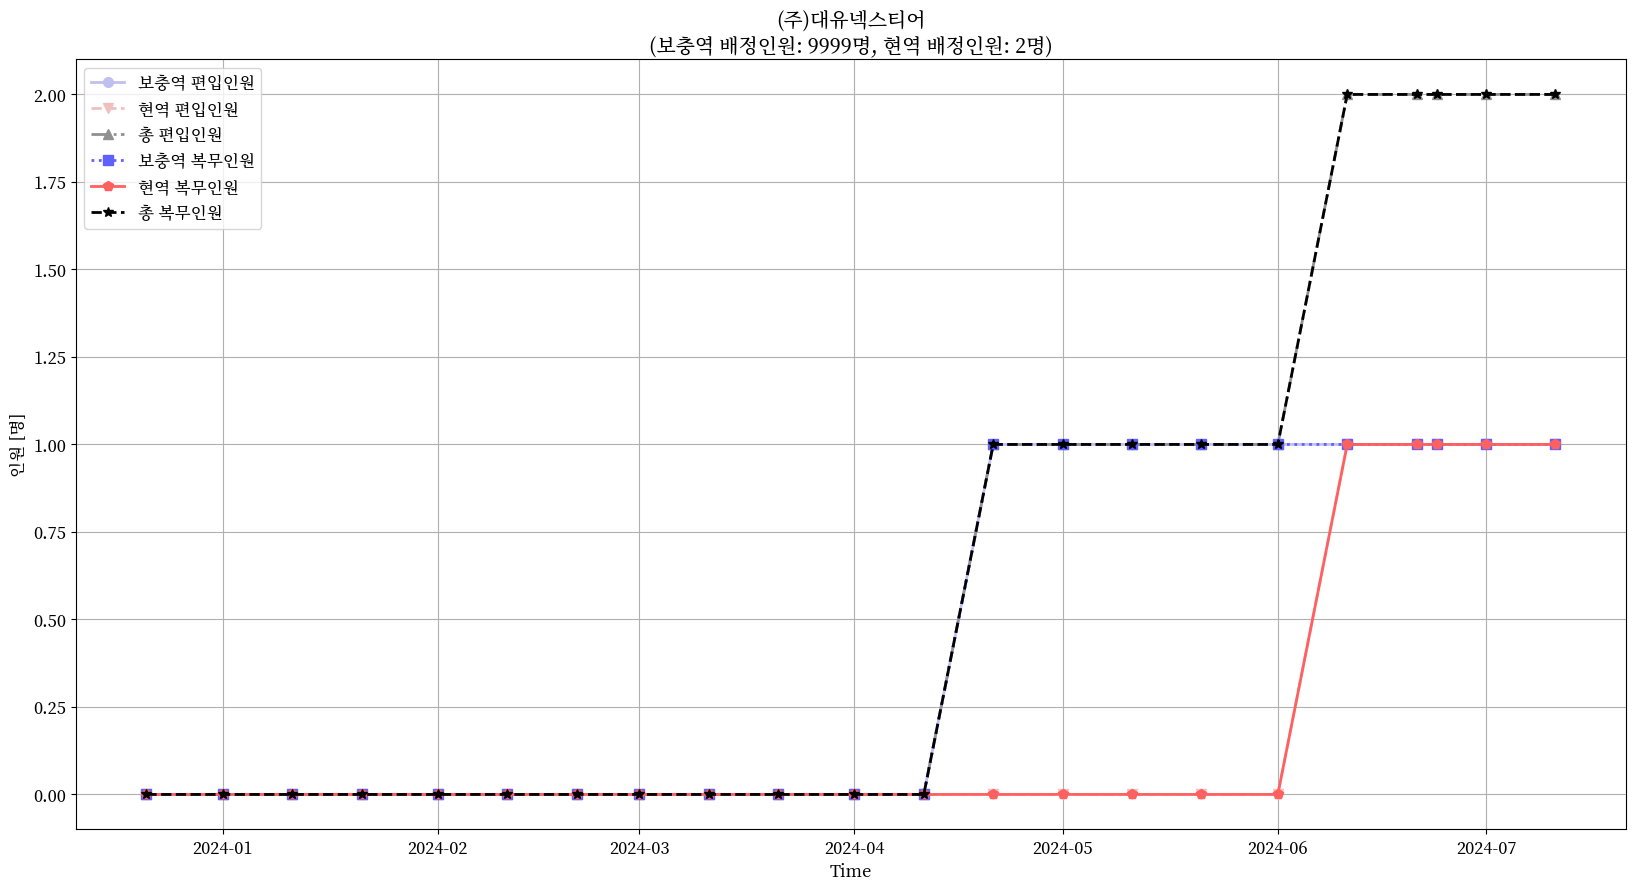 (주)대유넥스티어
(보충역 배정인원: 9999명, 현역 배정인원: 2명)
보충역 편입인원
현역 편입인원
총 편입인원
보충역 복무인원
현역 복무인원
총 복무인원
2.00
1.75
1.50
1.25
1.00
0.75
0.50
0.25
0.00
인원 [명]
2024-01 2024-02 2024-03 2024-04 2024-05 2024-06 2024-07
Time